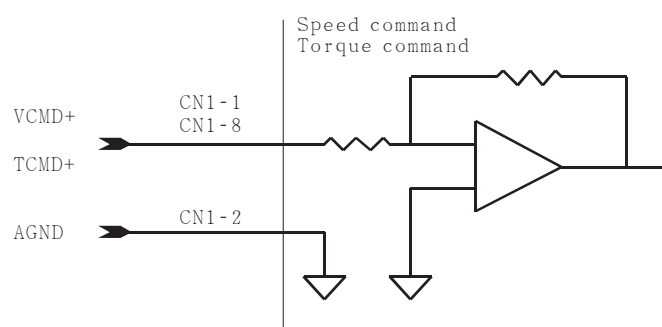 Speed command
Torque command
CN1-1
VCMD+
CN1-8
TCMD+
CN1-2
AGND